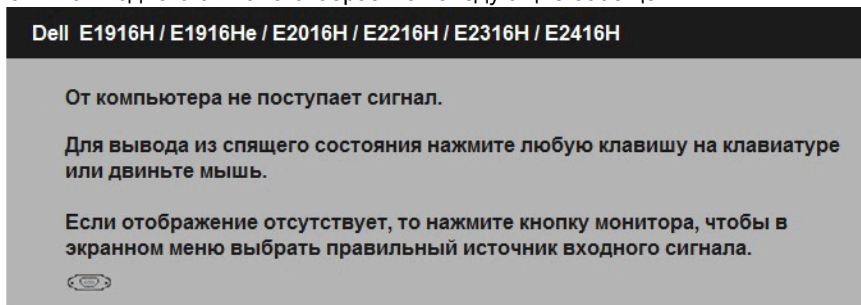 Dell E1916H / E1916He / E2016H / E2216H / E2316H / E2416H
От компьютера не поступает сигнал.
Для вывода из спящего состояния нажмите любую клавишу на клавиатуре
или двиньте мышь.
Если отображение отсутствует, то нажмите кнопку монитора, чтобы в
экранном меню выбрать правильный источник входного сигнала.